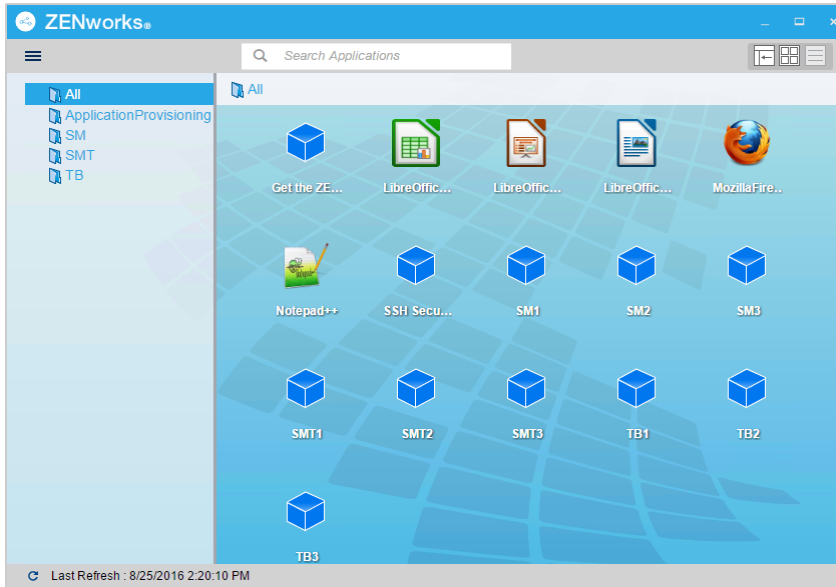 ZENworks®
Search Applications
All
ApplicationProvisioning
SM
SMT
TB
All
Get the ZE...
LibreOffic...
LibreOffic...
LibreOffic...
MozillaFire..
Notepad++
SSH Secu...
SM1
SM2
SM3
SMT1
SMT2
SMT3
TB1
TB2
TB3
Last Refresh : 8/25/2016 2:20:10 PM